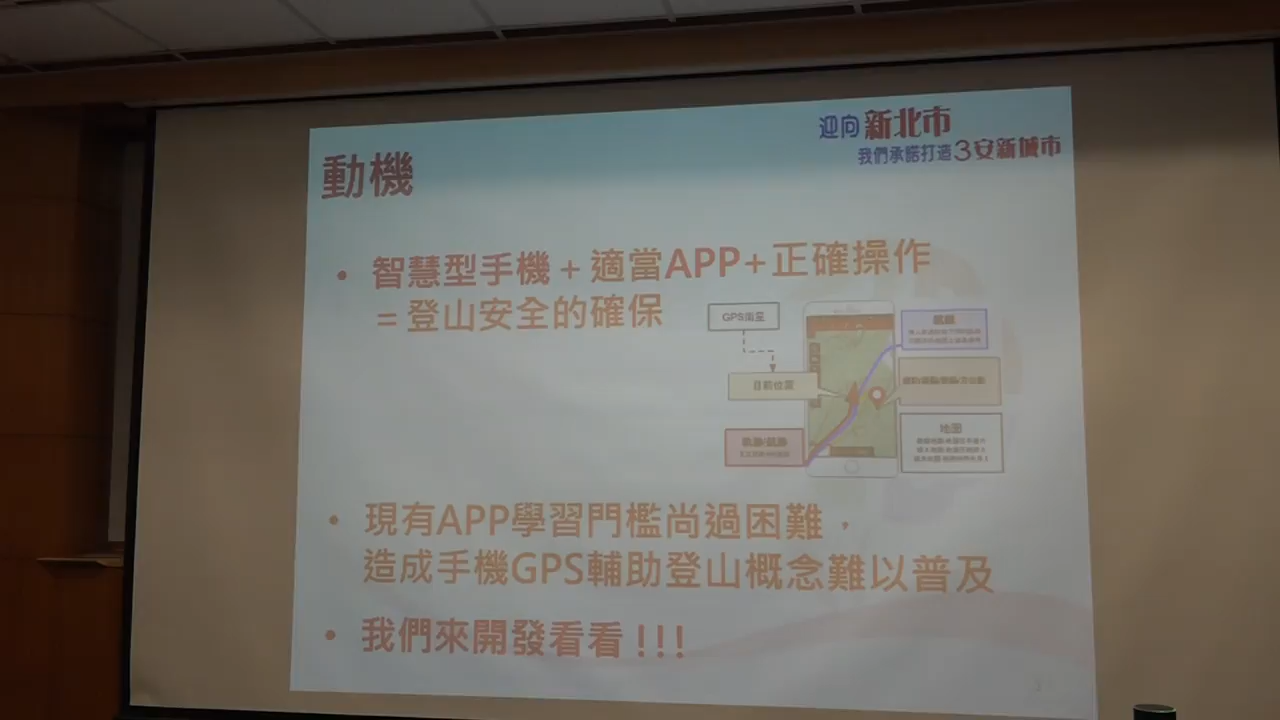 迎向新北市
我們承諾打造3安新城市
動機
• 智慧型手機+適當APP+正確操作
=登山安全的確保
GPS衛星
目前位置
航線
地圖
• 現有APP學習門檻尚過困難，
造成手機GPS輔助登山概念難以普及
• 我們來開發看看!!!